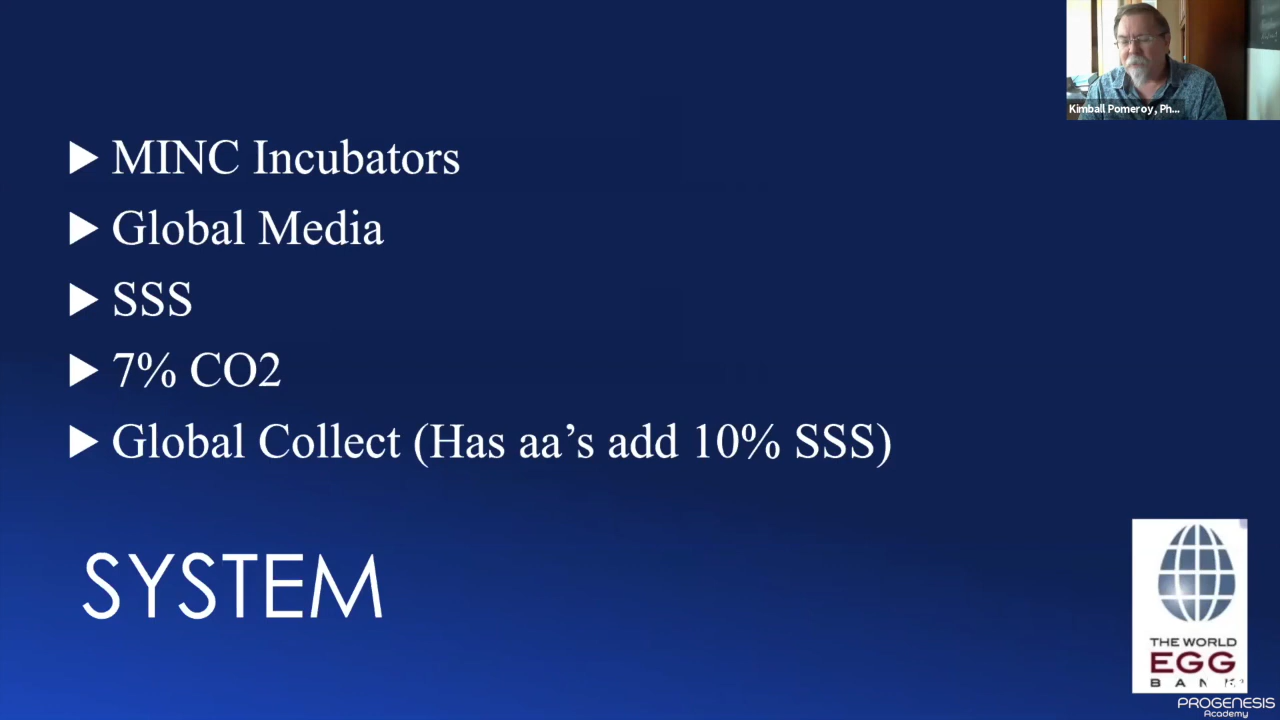 Kimball Pomeroy, Ph...
MINC Incubators
Global Media
SSS
7% CO2
Global Collect (Has aa's add 10% SSS)
SYSTEM
THE WORLD
EGG
PROGENESIS
Academy